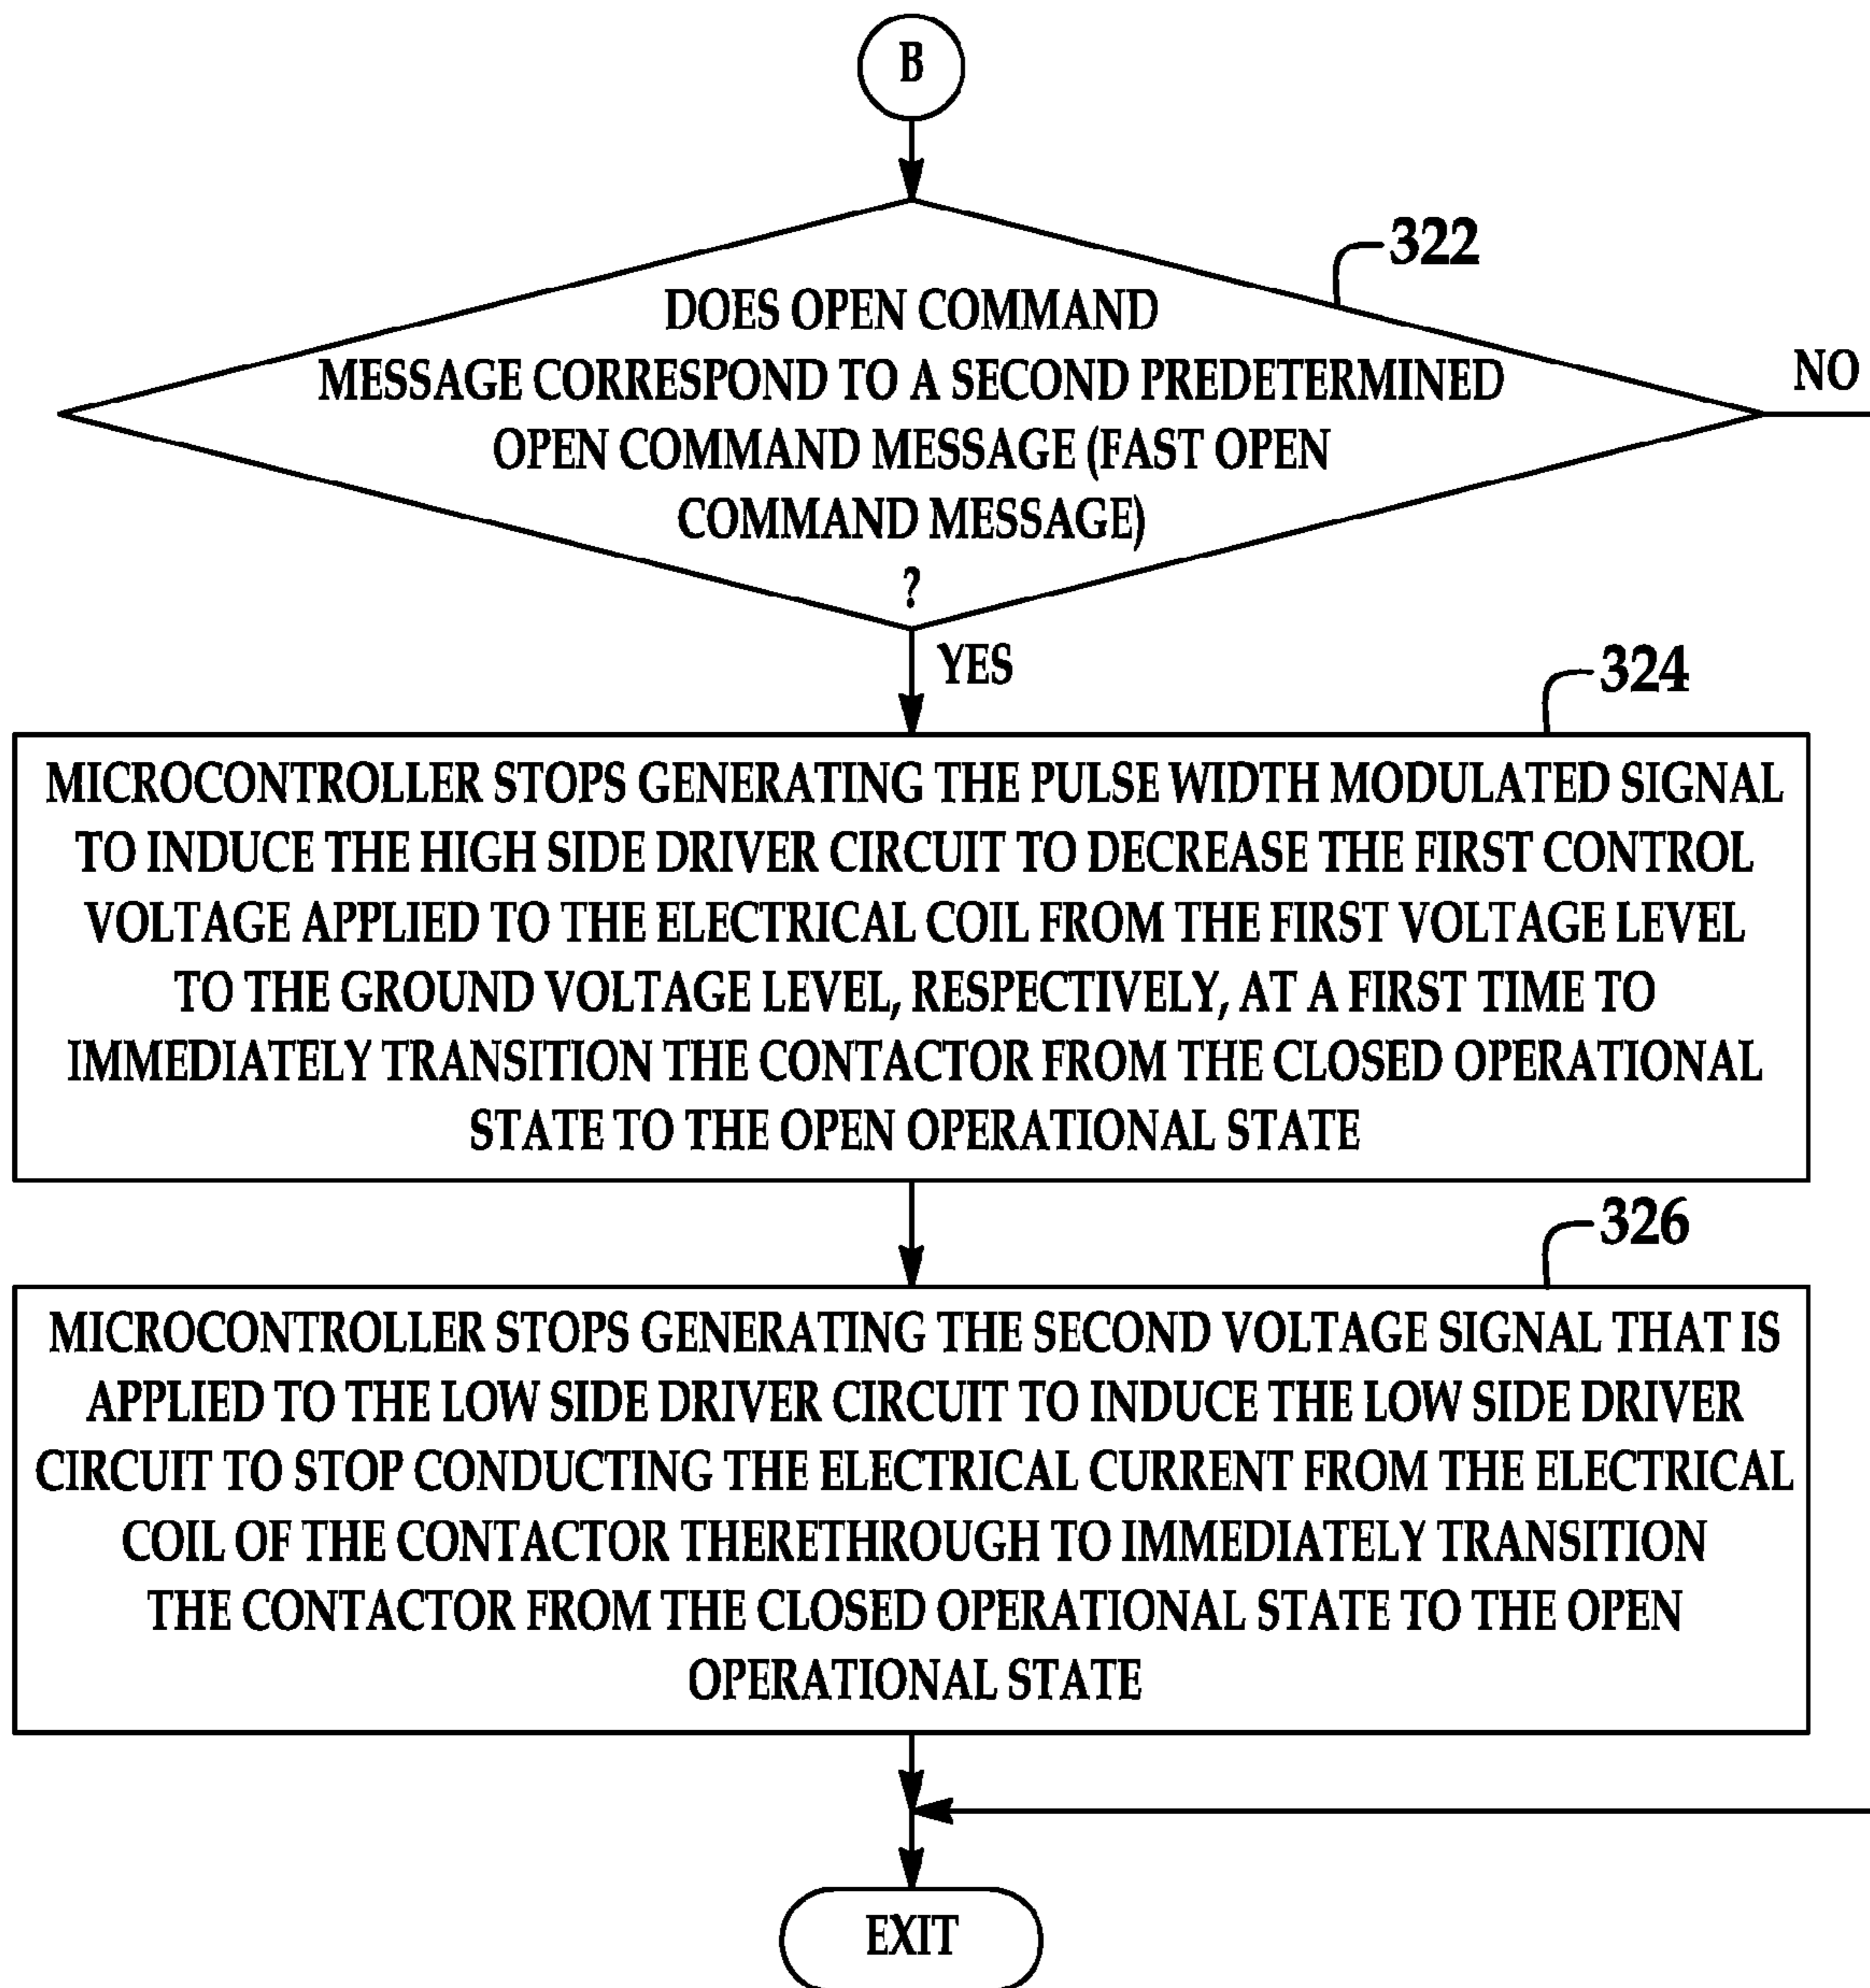 B
322
DOES OPEN COMMAND
MESSAGE CORRESPOND TO A SECOND PREDETERMINED
OPEN COMMAND MESSAGE (FAST OPEN
COMMAND MESSAGE)
?
NO
YES
324
MICROCONTROLLER STOPS GENERATING THE PULSE WIDTH MODULATED SIGNAL
TO INDUCE THE HIGH SIDE DRIVER CIRCUIT TO DECREASE THE FIRST CONTROL
VOLTAGE APPLIED TO THE ELECTRICAL COIL FROM THE FIRST VOLTAGE LEVEL
TO THE GROUND VOLTAGE LEVEL, RESPECTIVELY, AT A FIRST TIME TO
IMMEDIATELY TRANSITION THE CONTACTOR FROM THE CLOSED OPERATIONAL
STATE TO THE OPEN OPERATIONAL STATE
326
MICROCONTROLLER STOPS GENERATING THE SECOND VOLTAGE SIGNAL THAT IS
APPLIED TO THE LOW SIDE DRIVER CIRCUIT TO INDUCE THE LOW SIDE DRIVER
CIRCUIT TO STOP CONDUCTING THE ELECTRICAL CURRENT FROM THE ELECTRICAL
COIL OF THE CONTACTOR THERETHROUGH TO IMMEDIATELY TRANSITION
THE CONTACTOR FROM THE CLOSED OPERATIONAL STATE TO THE OPEN
OPERATIONAL STATE
EXIT